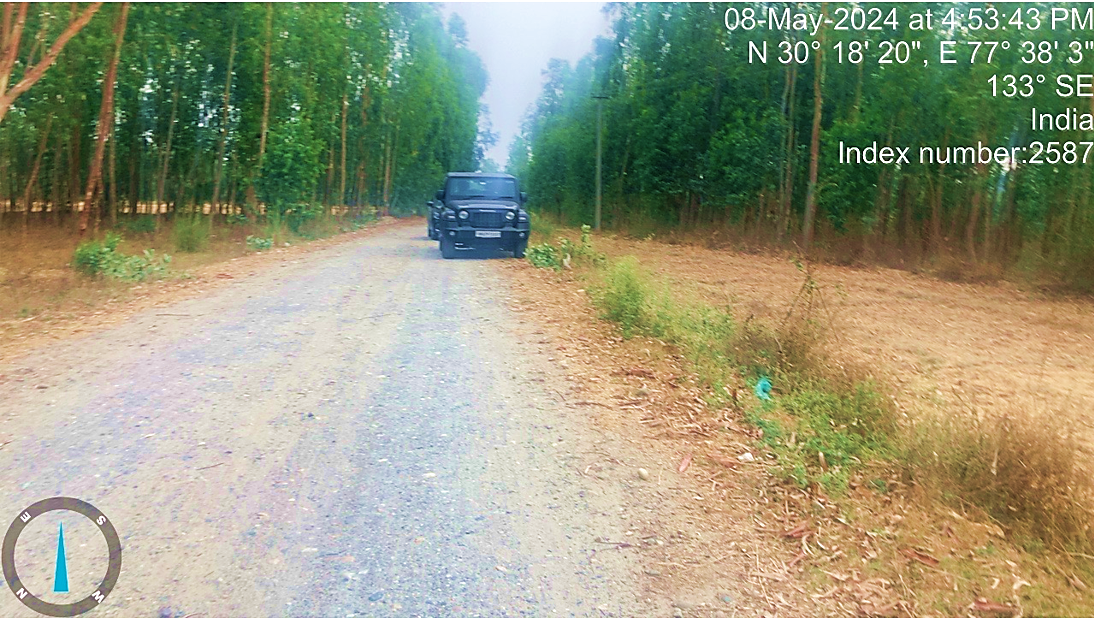 08-May-2024 at 4:53:43 PM
N 30° 18' 20", E 77° 38' 3"
133° SE
India
Index number:2587
E S
N W